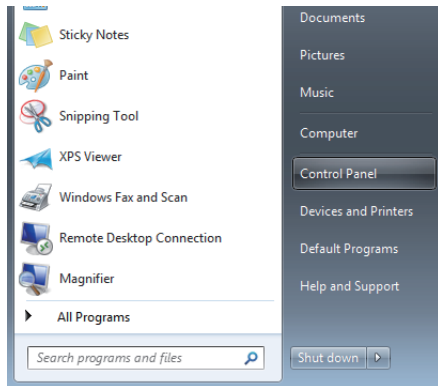 Sticky Notes
Paint
Snipping Tool
XPS Viewer
Windows Fax and Scan
Remote Desktop Connection
Magnifier
All Programs
Search programs and files
Documents
Pictures
Music
Computer
Control Panel
Devices and Printers
Default Programs
Help and Support
Shut down